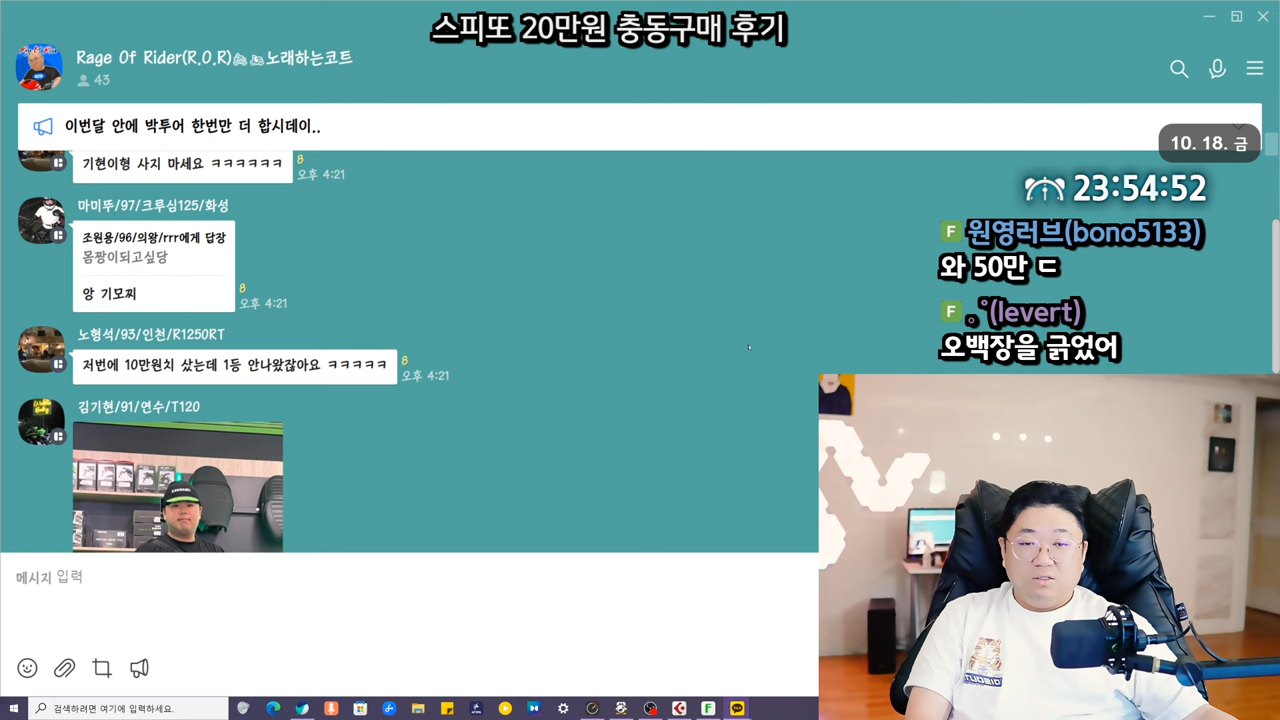 스피또 20만원 충동구매 후기
Rage Of Rider(R.O.R)🏍🏍노래하는코트
43
이번달 안에 박투어 한번만 더 합시데이..
10. 18. 금
기현이형 사지 마세요 ㅋㅋㅋㅋㅋㅋ
8
오후 4:21
23:54:52
마미뚜/97/크루심125/화성
조원용/96/의왕/rrr에게 답장
몸짱이되고싶당
앙 기모찌
8
오후 4:21
F 원영러브(bono5133)
와 50만 ㄷ
F 。˚(levert)
오백장을 긁었어
노형석/93/인천/R1250RT
저번에 10만원치 샀는데 1등 안나왔잖아요 ㅋㅋㅋㅋㅋ
8
오후 4:21
김기현/91/연수/T120
메시지 입력
검색하려면 여기에 입력하세요.